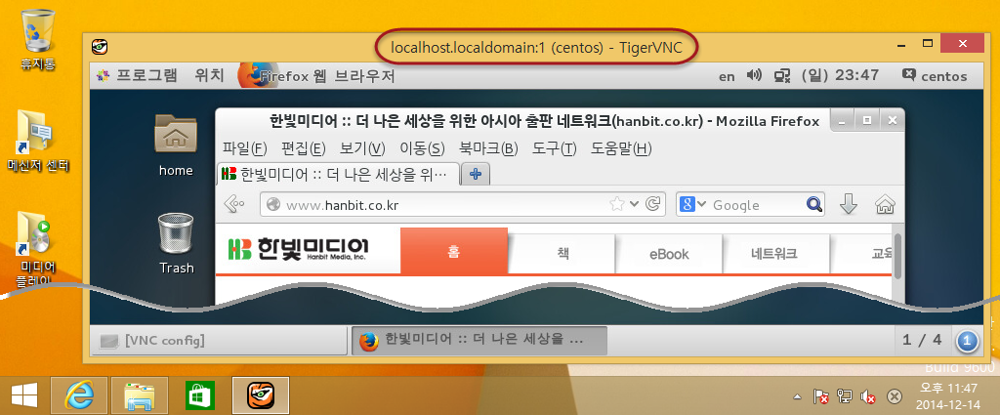 휴지통
메신저 센터
미디어
플레이
localhost.localdomain:1 (centos) - TigerVNC
프로그램 위치 Firefox 웹 브라우저 en (일) 23:47 centos
home
Trash
한빛미디어 :: 더 나은 세상을 위한 아시아 출판 네트워크(hanbit.co.kr) - Mozilla Firefox
파일(F) 편집(E) 보기(V) 이동(S) 북마크(B) 도구(T) 도움말(H)
한빛미디어 :: 더 나은 세상을 위…
www.hanbit.co.kr Google
한빛미디어
Hanbit Media, Inc.
홈 책 eBook 네트워크 교육
[VNC config] 한빛미디어 :: 더 나은 세상을 ... 1 / 4 1
Build 9600
오후 11:47
2014-12-14